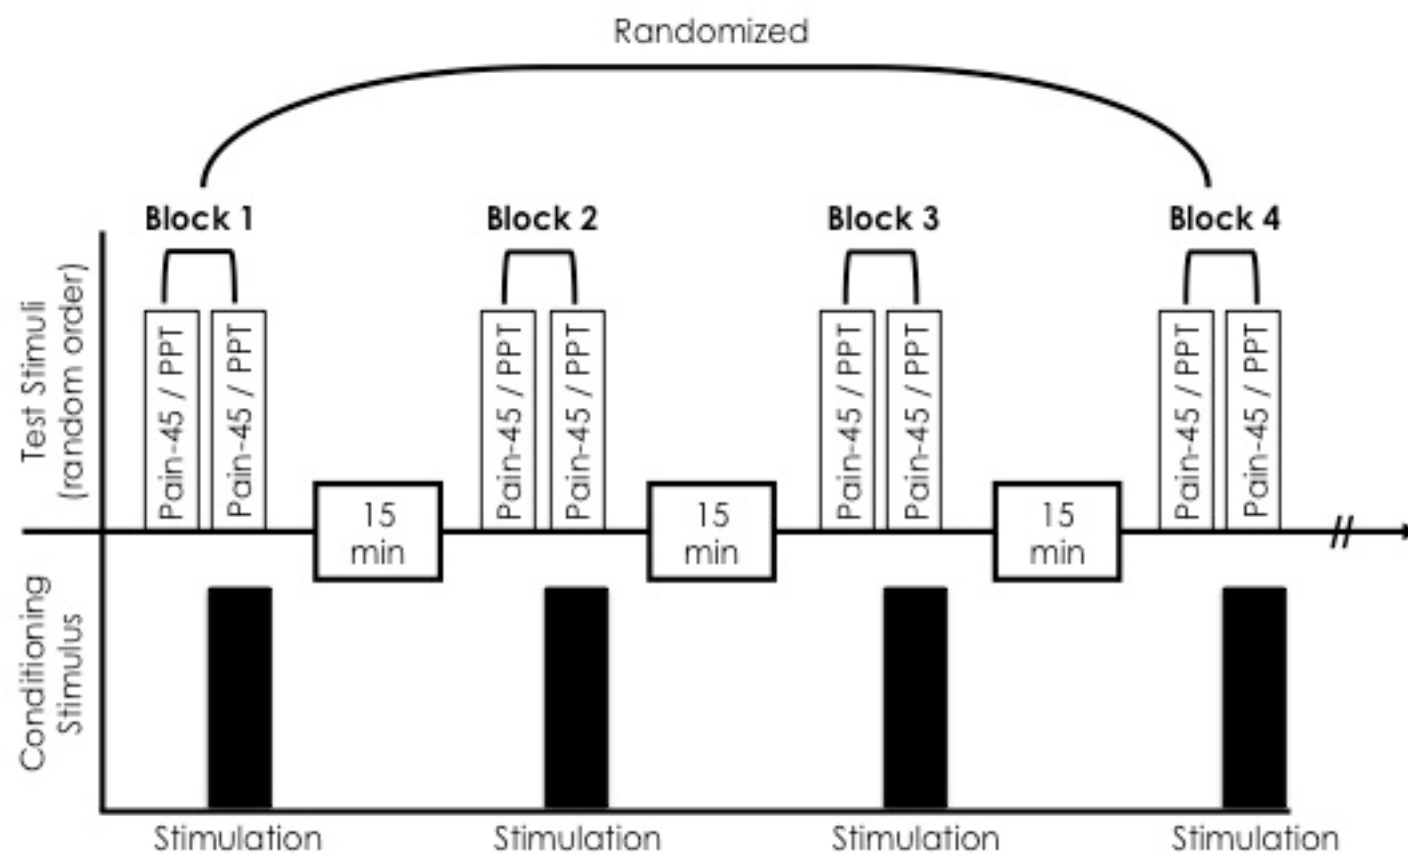 Randomized
Block 1
Block 2
Block 3
Block 4
Test Stimuli
(random order)
Pain-45 / PPT
Pain-45 / PPT
Pain-45 / PPT
Pain-45 / PPT
Pain-45 / PPT
Pain-45 / PPT
Pain-45 / PPT
Pain-45 / PPT
15
min
15
min
15
min
Conditioning
Stimulus
Stimulation
Stimulation
Stimulation
Stimulation